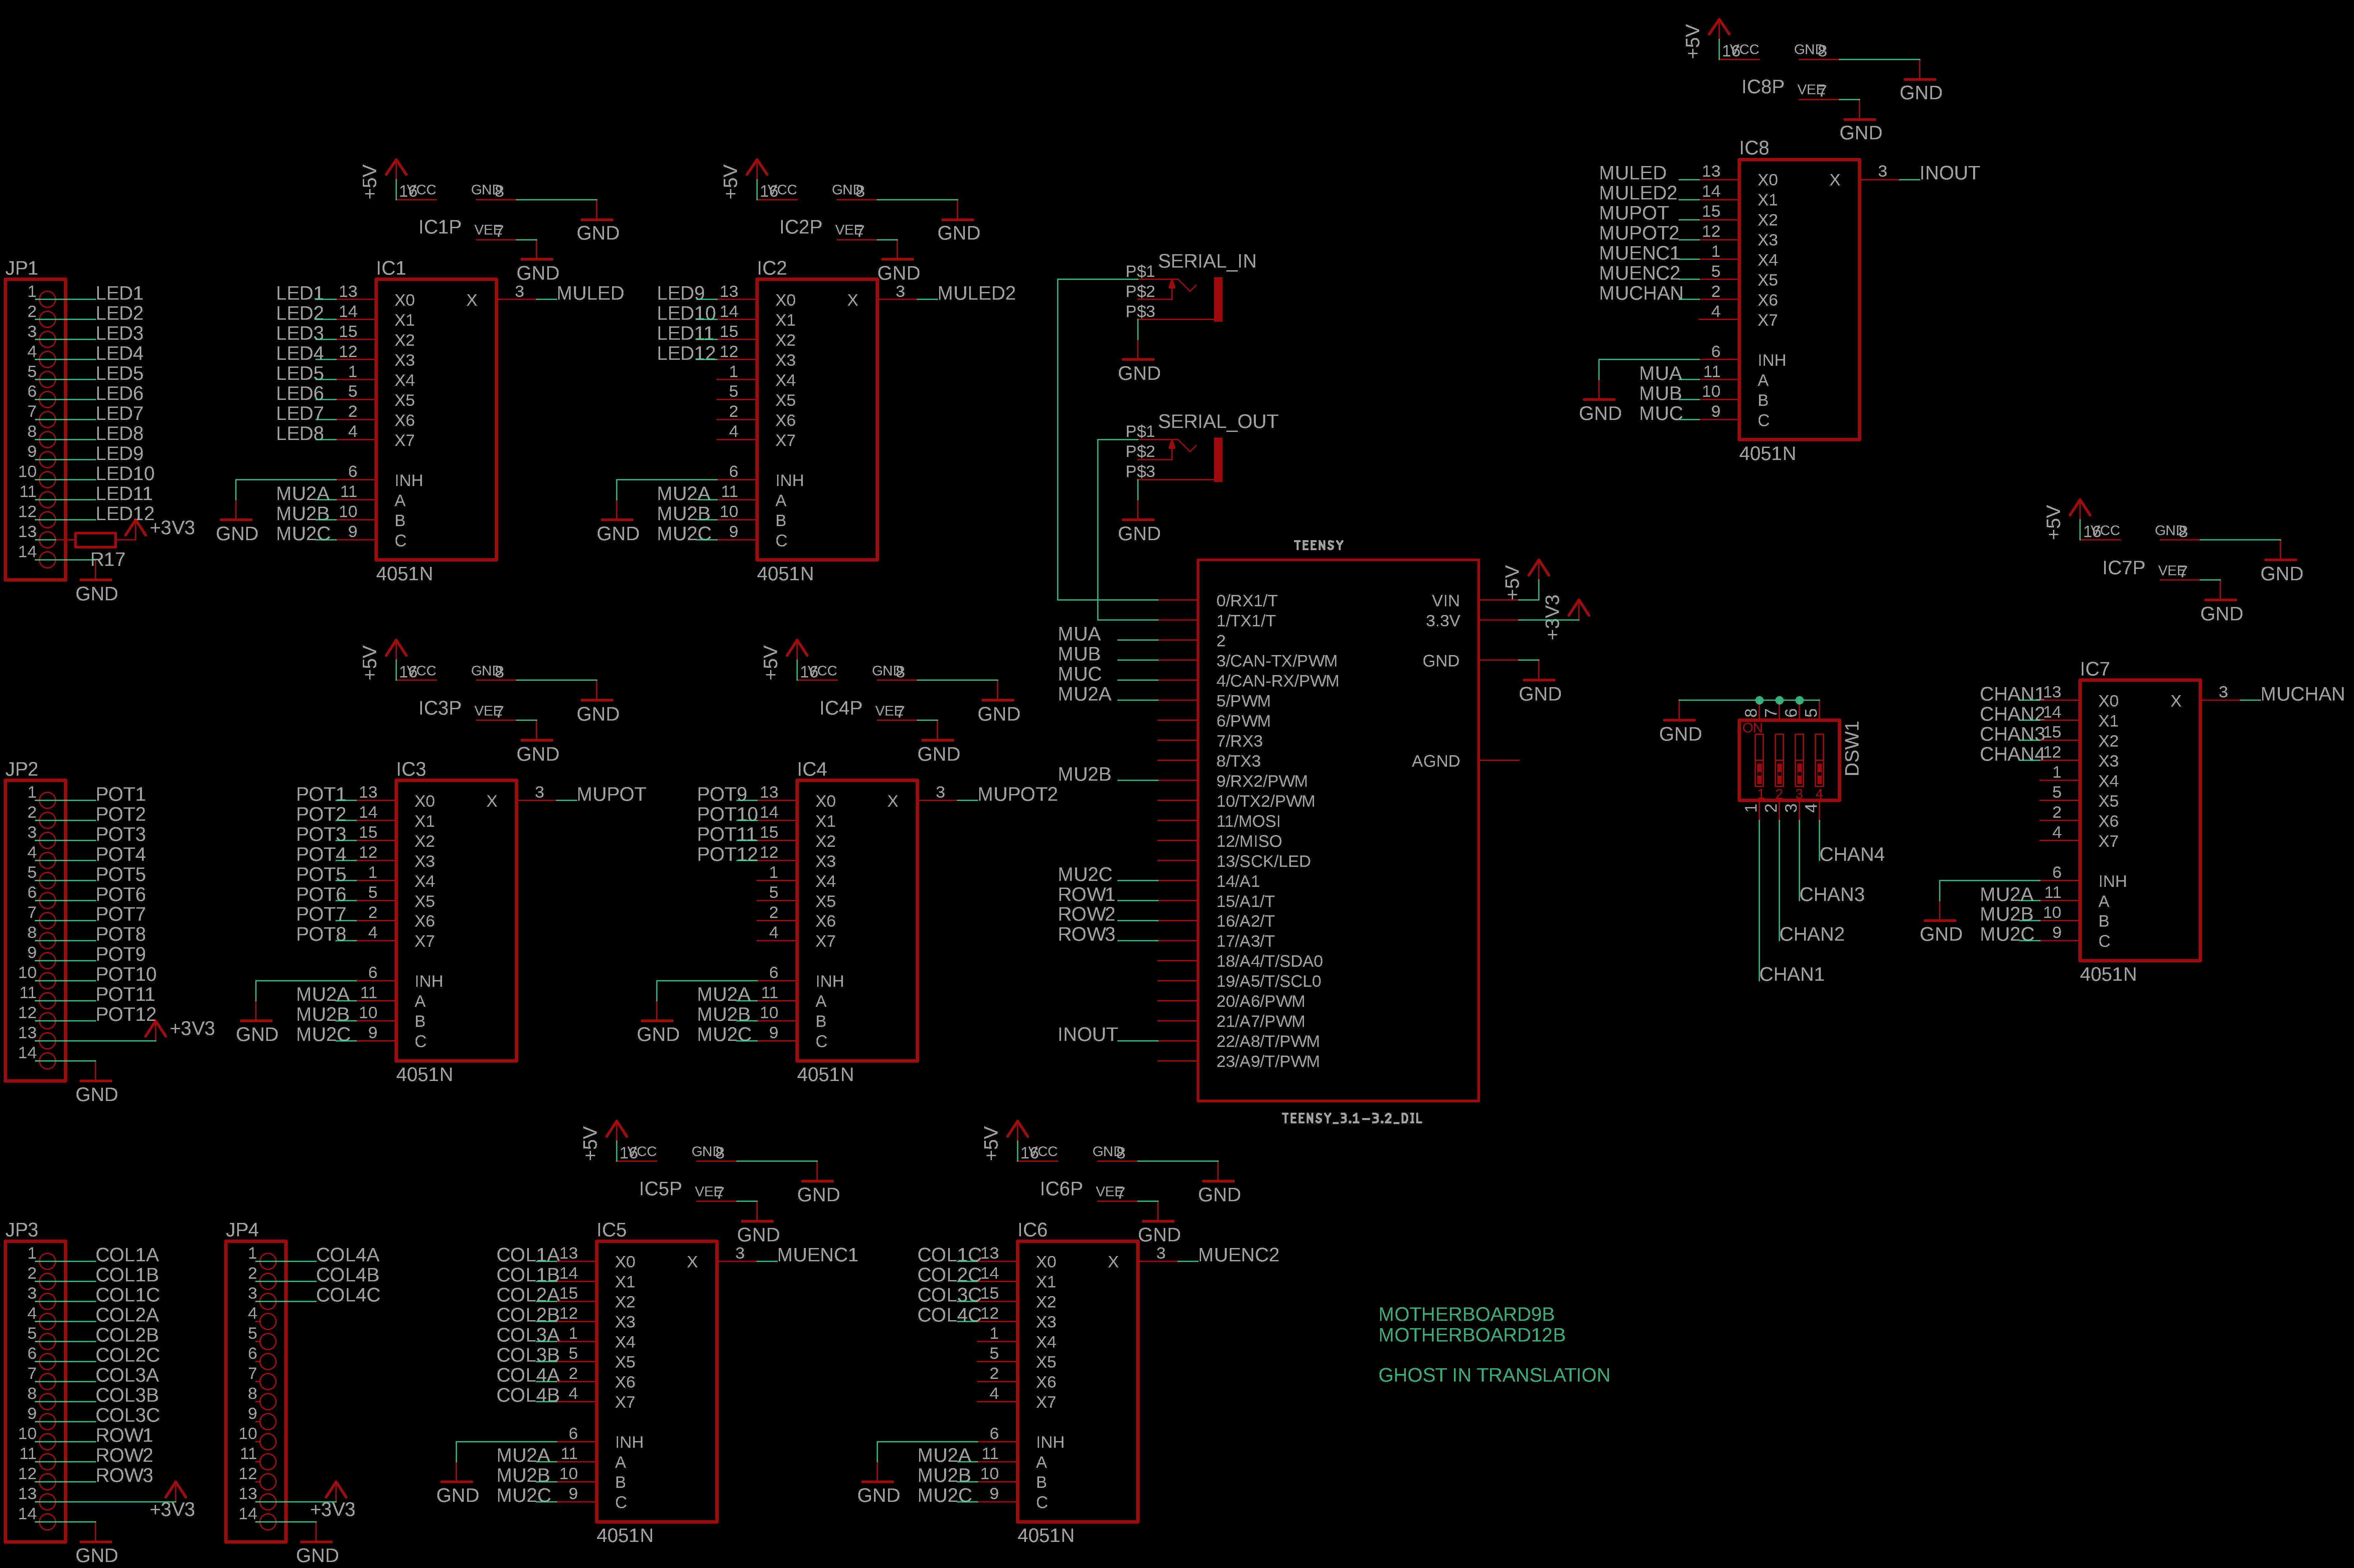 +5V
16
VCC
GND
8
GND
IC8P
VEE
7
GND
IC8
MULED 13 X0 X 3 INOUT
MULED2 14 X1
MUPOT 15 X2
MUPOT2 12 X3
MUENC1 1 X4
MUENC2 5 X5
MUCHAN 2 X6
4 X7
6 INH
MUA 11 A
MUB 10 B
MUC 9 C
GND
4051N
JP1
1 LED1
2 LED2
3 LED3
4 LED4
5 LED5
6 LED6
7 LED7
8 LED8
9 LED9
10 LED10
11 LED11
12 LED12
13 +3V3
14 R17
GND
+5V
16
VCC
GND
8
GND
IC1P
VEE
7
GND
IC1
LED1 13 X0 X 3 MULED
LED2 14 X1
LED3 15 X2
LED4 12 X3
LED5 1 X4
LED6 5 X5
LED7 2 X6
LED8 4 X7
6 INH
MU2A 11 A
MU2B 10 B
MU2C 9 C
GND
4051N
+5V
16
VCC
GND
8
GND
IC2P
VEE
7
GND
IC2
LED9 13 X0 X 3 MULED2
LED10 14 X1
LED11 15 X2
LED12 12 X3
1 X4
5 X5
2 X6
4 X7
6 INH
MU2A 11 A
MU2B 10 B
MU2C 9 C
GND
4051N
SERIAL_IN
P$1
P$2
P$3
GND
SERIAL_OUT
P$1
P$2
P$3
GND
TEENSY
0/RX1/T VIN +5V
1/TX1/T 3.3V +3V3
MUA 2
MUB 3/CAN-TX/PWM GND
MUC 4/CAN-RX/PWM
GND
MU2A 5/PWM
6/PWM
7/RX3
8/TX3 AGND
MU2B 9/RX2/PWM
10/TX2/PWM
11/MOSI
12/MISO
13/SCK/LED
MU2C 14/A1
ROW1 15/A1/T
ROW2 16/A2/T
ROW3 17/A3/T
18/A4/T/SDA0
19/A5/T/SCL0
20/A6/PWM
21/A7/PWM
INOUT 22/A8/T/PWM
23/A9/T/PWM
TEENSY_3.1-3.2_DIL
GND
8 7 6 5
ON
1 2 3 4
DSW1
1 2 3 4
CHAN4
CHAN3
CHAN2
CHAN1
+5V
16
VCC
GND
8
GND
IC7P
VEE
7
GND
IC7
CHAN1 13 X0 X 3 MUCHAN
CHAN2 14 X1
CHAN3 15 X2
CHAN4 12 X3
1 X4
5 X5
2 X6
4 X7
6 INH
MU2A 11 A
MU2B 10 B
MU2C 9 C
GND
4051N
JP2
1 POT1
2 POT2
3 POT3
4 POT4
5 POT5
6 POT6
7 POT7
8 POT8
9 POT9
10 POT10
11 POT11
12 POT12
13 +3V3
14
GND
+5V
16
VCC
GND
8
GND
IC3P
VEE
7
GND
IC3
POT1 13 X0 X 3 MUPOT
POT2 14 X1
POT3 15 X2
POT4 12 X3
POT5 1 X4
POT6 5 X5
POT7 2 X6
POT8 4 X7
6 INH
MU2A 11 A
MU2B 10 B
MU2C 9 C
GND
4051N
+5V
16
VCC
GND
8
GND
IC4P
VEE
7
GND
IC4
POT9 13 X0 X 3 MUPOT2
POT10 14 X1
POT11 15 X2
POT12 12 X3
1 X4
5 X5
2 X6
4 X7
6 INH
MU2A 11 A
MU2B 10 B
MU2C 9 C
GND
4051N
JP3
1 COL1A
2 COL1B
3 COL1C
4 COL2A
5 COL2B
6 COL2C
7 COL3A
8 COL3B
9 COL3C
10 ROW1
11 ROW2
12 ROW3
13 +3V3
14
GND
JP4
1 COL4A
2 COL4B
3 COL4C
4
5
6
7
8
9
10
11
12
13 +3V3
14
GND
+5V
16
VCC
GND
8
GND
IC5P
VEE
7
GND
IC5
COL1A 13 X0 X 3 MUENC1
COL1B 14 X1
COL2A 15 X2
COL2B 12 X3
COL3A 1 X4
COL3B 5 X5
COL4A 2 X6
COL4B 4 X7
6 INH
MU2A 11 A
MU2B 10 B
MU2C 9 C
GND
4051N
+5V
16
VCC
GND
8
GND
IC6P
VEE
7
GND
IC6
COL1C 13 X0 X 3 MUENC2
COL2C 14 X1
COL3C 15 X2
COL4C 12 X3
1 X4
5 X5
2 X6
4 X7
6 INH
MU2A 11 A
MU2B 10 B
MU2C 9 C
GND
4051N
MOTHERBOARD9B
MOTHERBOARD12B
GHOST IN TRANSLATION